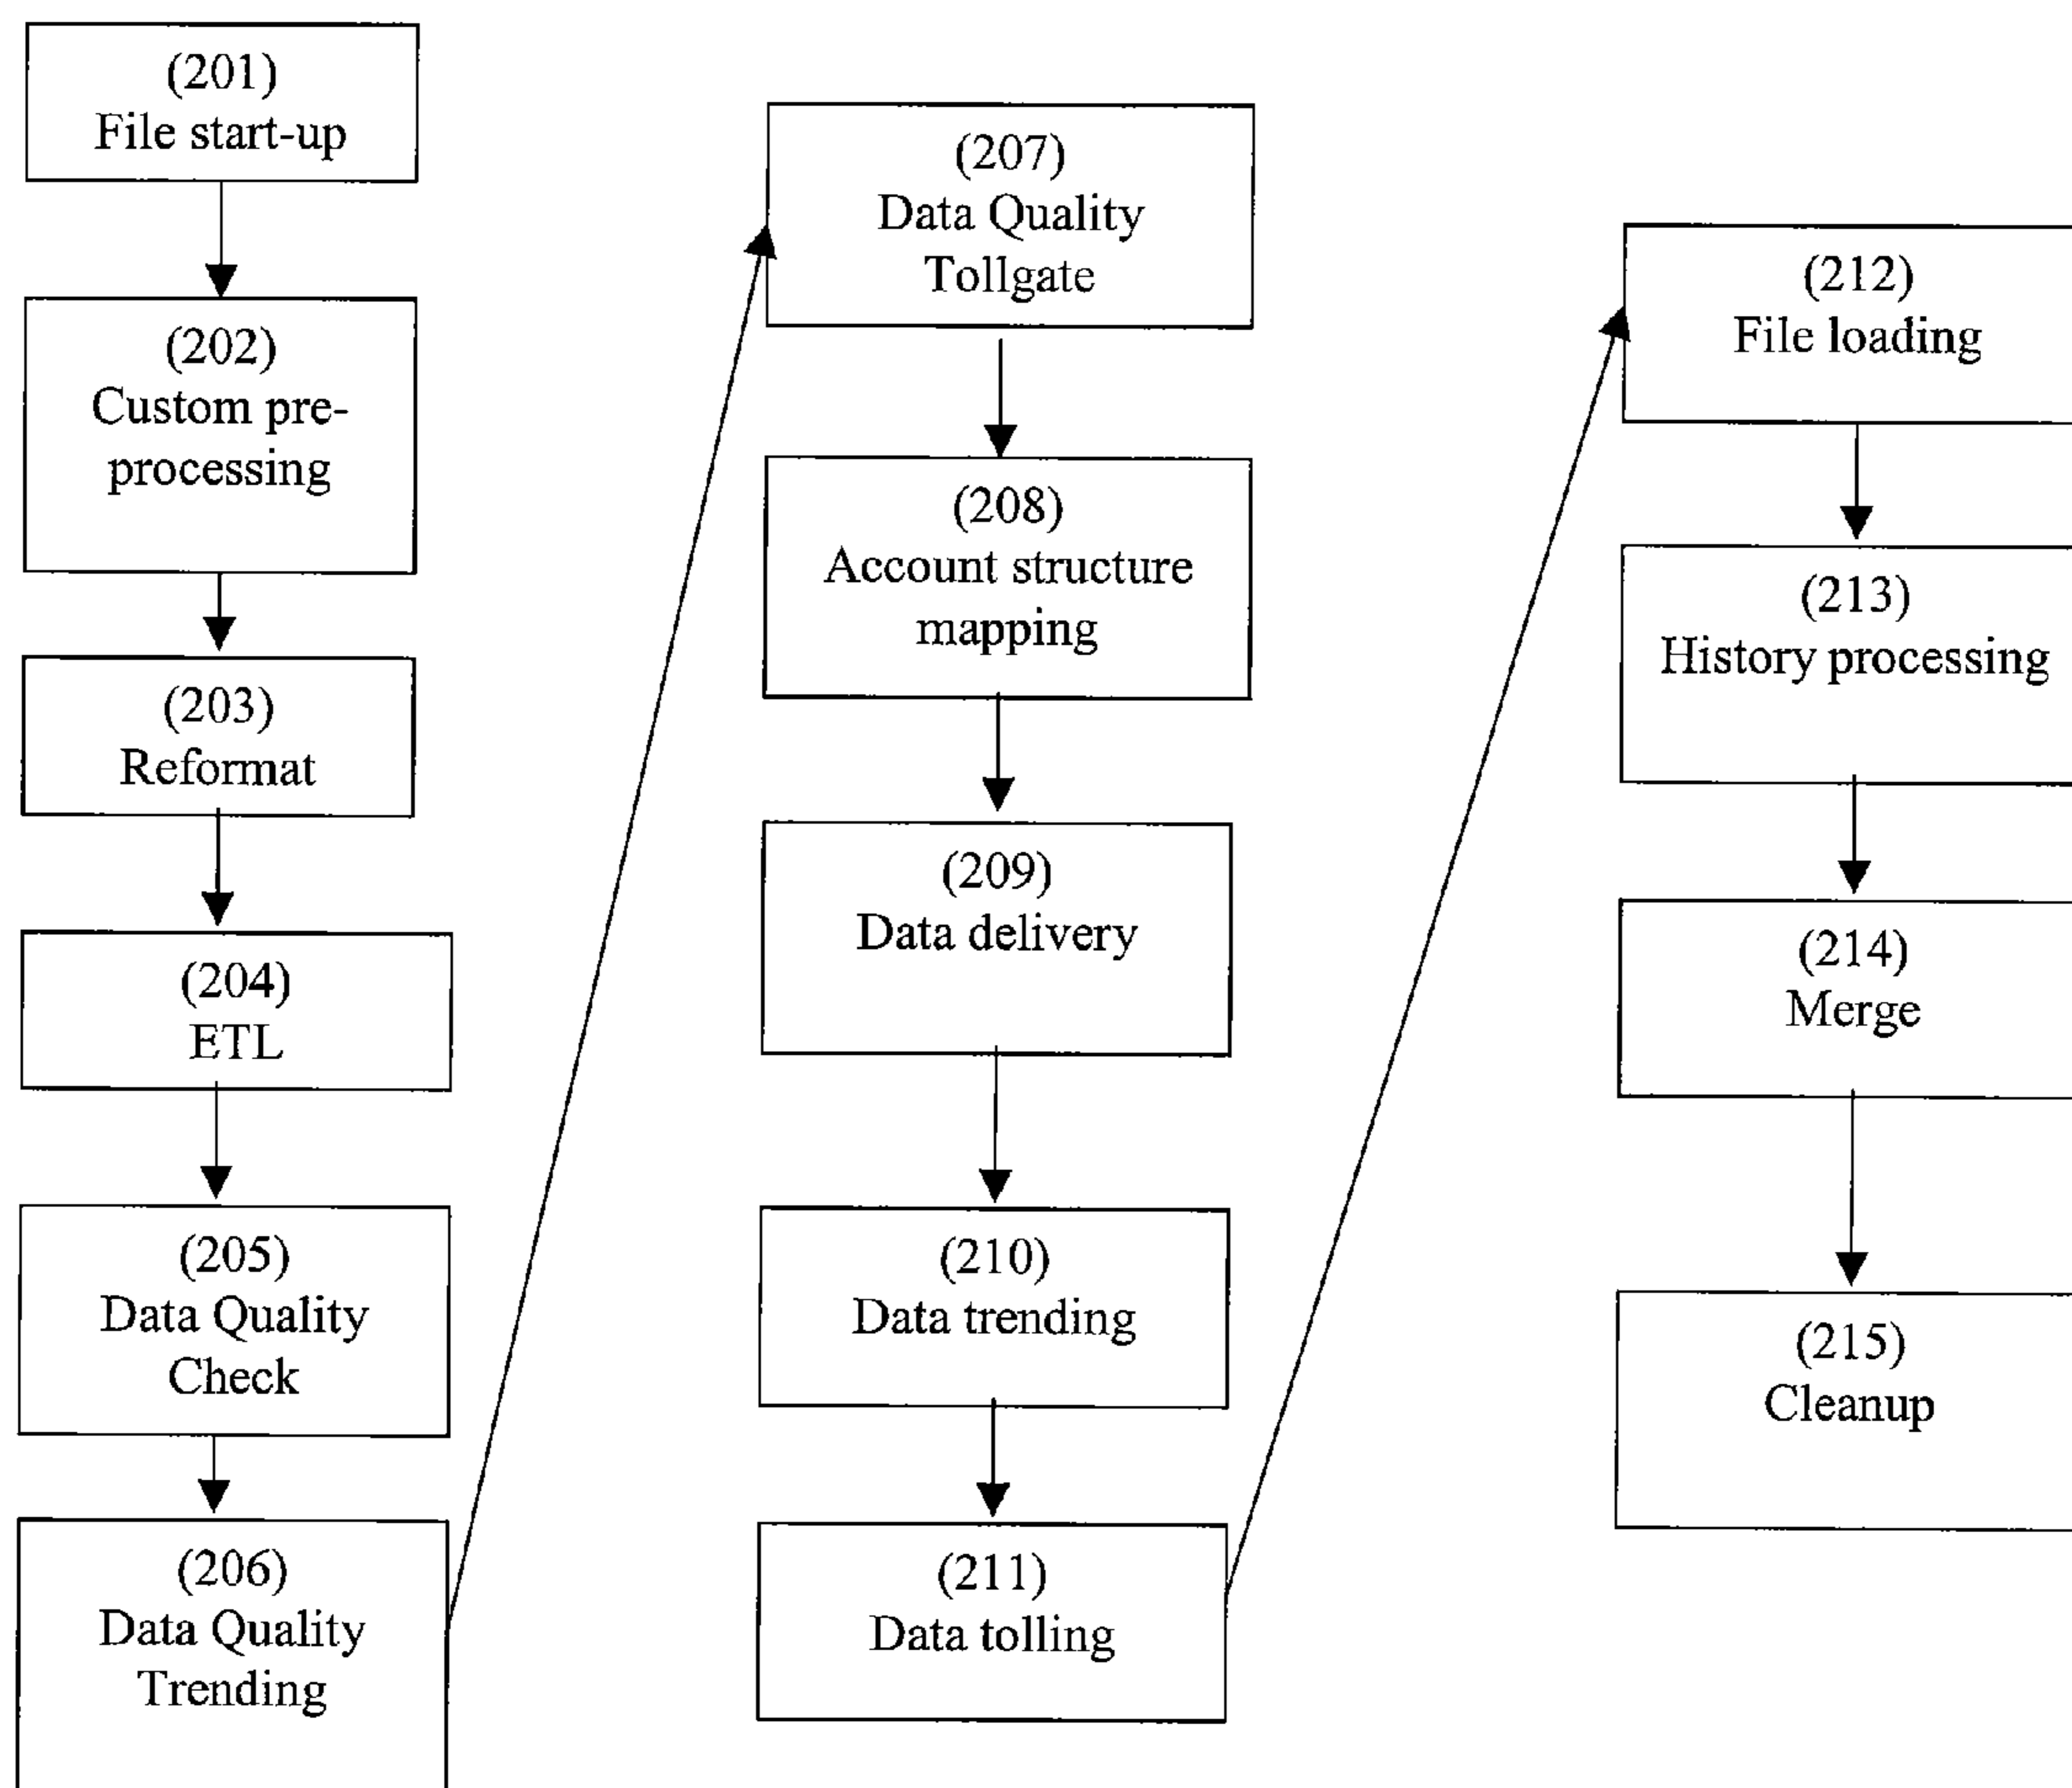 (201)
File start-up
(202)
Custom pre-
processing
(203)
Reformat
(204)
ETL
(205)
Data Quality
Check
(206)
Data Quality
Trending
(207)
Data Quality
Tollgate
(208)
Account structure
mapping
(209)
Data delivery
(210)
Data trending
(211)
Data tolling
(212)
File loading
(213)
History processing
(214)
Merge
(215)
Cleanup